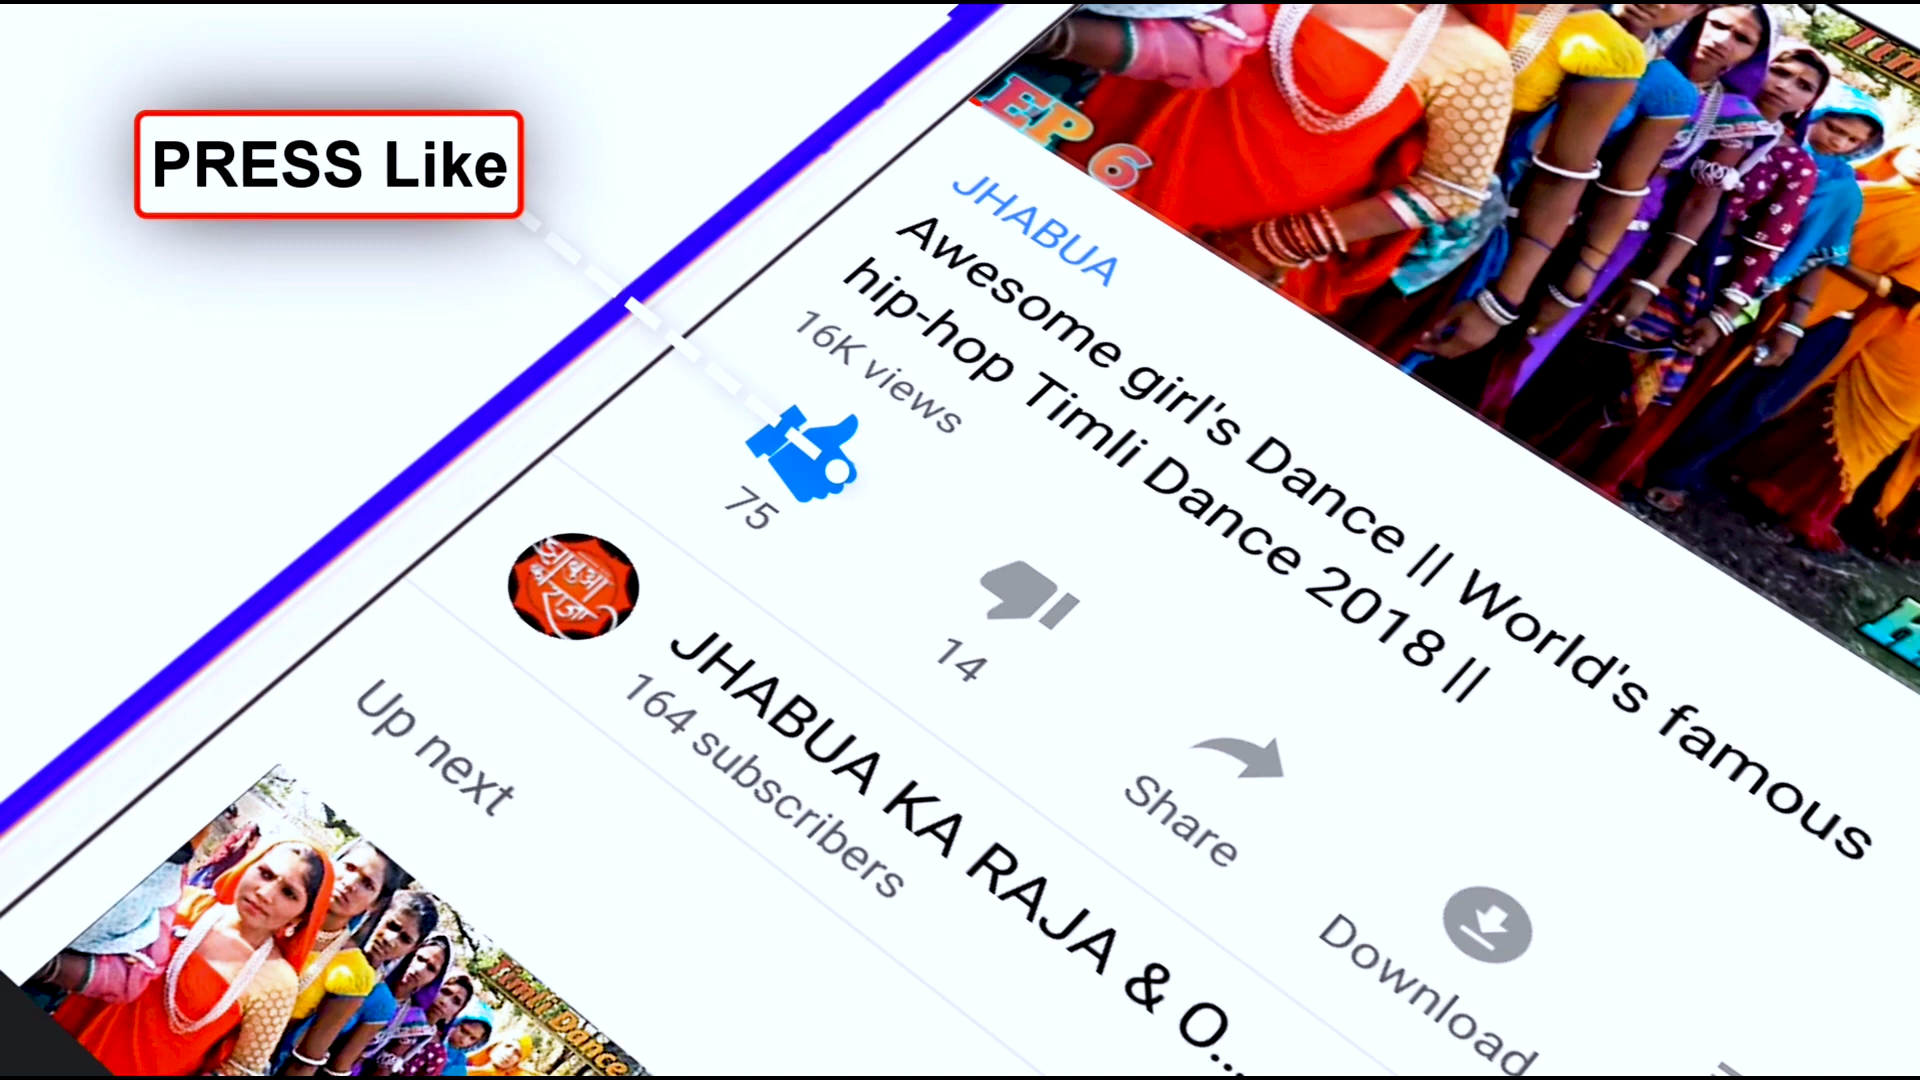 PRESS Like
EP 6
JHABUA
Awesome girl's Dance || World's famous
hip-hop Timli Dance 2018 ||
16K views
75
14
Share
Download
झाबुआ
का
राजा
JHABUA KA RAJA & O...
164 subscribers
Up next
Timli Dance